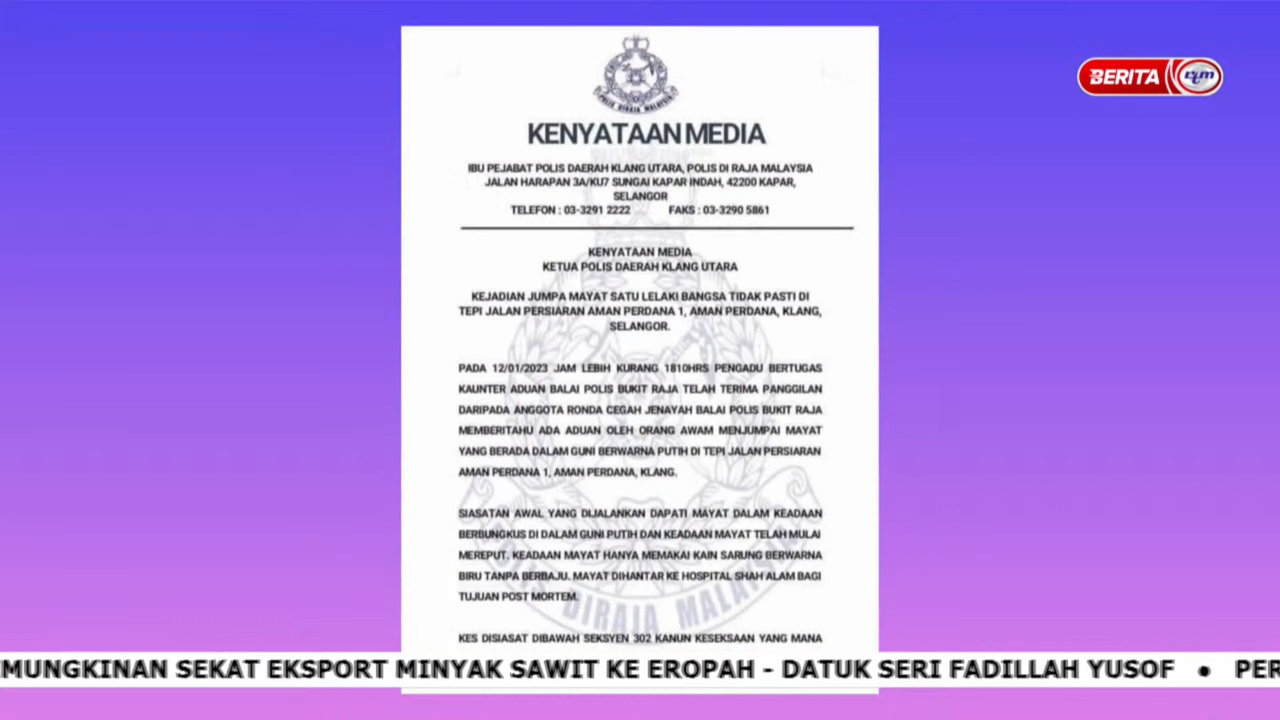 POLIS DIRAJA MALAYSIA
BERITA rtm
KENYATAAN MEDIA
IBU PEJABAT POLIS DAERAH KLANG UTARA, POLIS DI RAJA MALAYSIA
JALAN HARAPAN 3A/KU7 SUNGAI KAPAR INDAH, 42200 KAPAR,
SELANGOR
TELEFON : 03-3291 2222 FAKS : 03-3290 5861
KENYATAAN MEDIA
KETUA POLIS DAERAH KLANG UTARA
KEJADIAN JUMPA MAYAT SATU LELAKI BANGSA TIDAK PASTI DI
TEPI JALAN PERSIARAN AMAN PERDANA 1, AMAN PERDANA, KLANG,
SELANGOR.
PADA 12/01/2023 JAM LEBIH KURANG 1810HRS PENGADU BERTUGAS
KAUNTER ADUAN BALAI POLIS BUKIT RAJA TELAH TERIMA PANGGILAN
DARIPADA ANGGOTA RONDA CEGAH JENAYAH BALAI POLIS BUKIT RAJA
MEMBERITAHU ADA ADUAN OLEH ORANG AWAM MENJUMPAI MAYAT
YANG BERADA DALAM GUNI BERWARNA PUTIH DI TEPI JALAN PERSIARAN
AMAN PERDANA 1, AMAN PERDANA, KLANG.
SIASATAN AWAL YANG DIJALANKAN DAPATI MAYAT DALAM KEADAAN
BERBUNGKUS DI DALAM GUNI PUTIH DAN KEADAAN MAYAT TELAH MULAI
MEREPUT. KEADAAN MAYAT HANYA MEMAKAI KAIN SARUNG BERWARNA
BIRU TANPA BERBAJU. MAYAT DIHANTAR KE HOSPITAL SHAH ALAM BAGI
TUJUAN POST MORTEM.
POLIS DIRAJA MALAYSIA
KES DISIASAT DIBAWAH SEKSYEN 302 KANUN KESEKSAAN YANG MANA
EMUNGKINAN SEKAT EKSPORT MINYAK SAWIT KE EROPAH - DATUK SERI FADILLAH YUSOF • PER